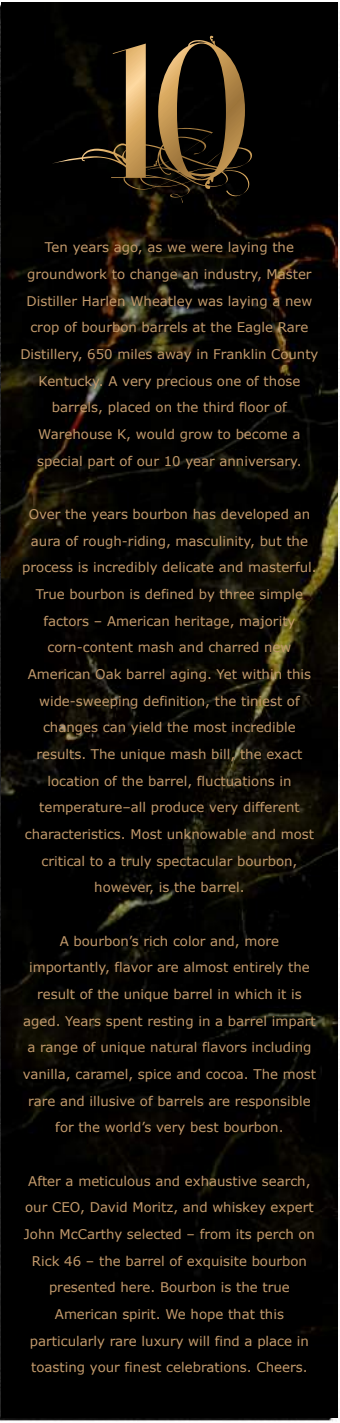 10
Ten years ago, as we were laying the
groundwork to change an industry, Master
Distiller Harlen Wheatley was laying a new
crop of bourbon barrels at the Eagle Rare
Distillery, 650 miles away in Franklin County
Kentucky. A very precious one of those
barrels, placed on the third floor of
Warehouse K, would grow to become a
special part of our 10 year anniversary.
Over the years bourbon has developed an
aura of rough-riding, masculinity, but the
process is incredibly delicate and masterful.
True bourbon is defined by three simple
factors – American heritage, majority
corn-content mash and charred new
American Oak barrel aging. Yet within this
wide-sweeping definition, the tiniest of
changes can yield the most incredible
results. The unique mash bill, the exact
location of the barrel, fluctuations in
temperature–all produce very different
characteristics. Most unknowable and most
critical to a truly spectacular bourbon,
however, is the barrel.
A bourbon’s rich color and, more
importantly, flavor are almost entirely the
result of the unique barrel in which it is
aged. Years spent resting in a barrel impart
a range of unique natural flavors including
vanilla, caramel, spice and cocoa. The most
rare and illusive of barrels are responsible
for the world’s very best bourbon.
After a meticulous and exhaustive search,
our CEO, David Moritz, and whiskey expert
John McCarthy selected – from its perch on
Rick 46 – the barrel of exquisite bourbon
presented here. Bourbon is the true
American spirit. We hope that this
particularly rare luxury will find a place in
toasting your finest celebrations. Cheers.